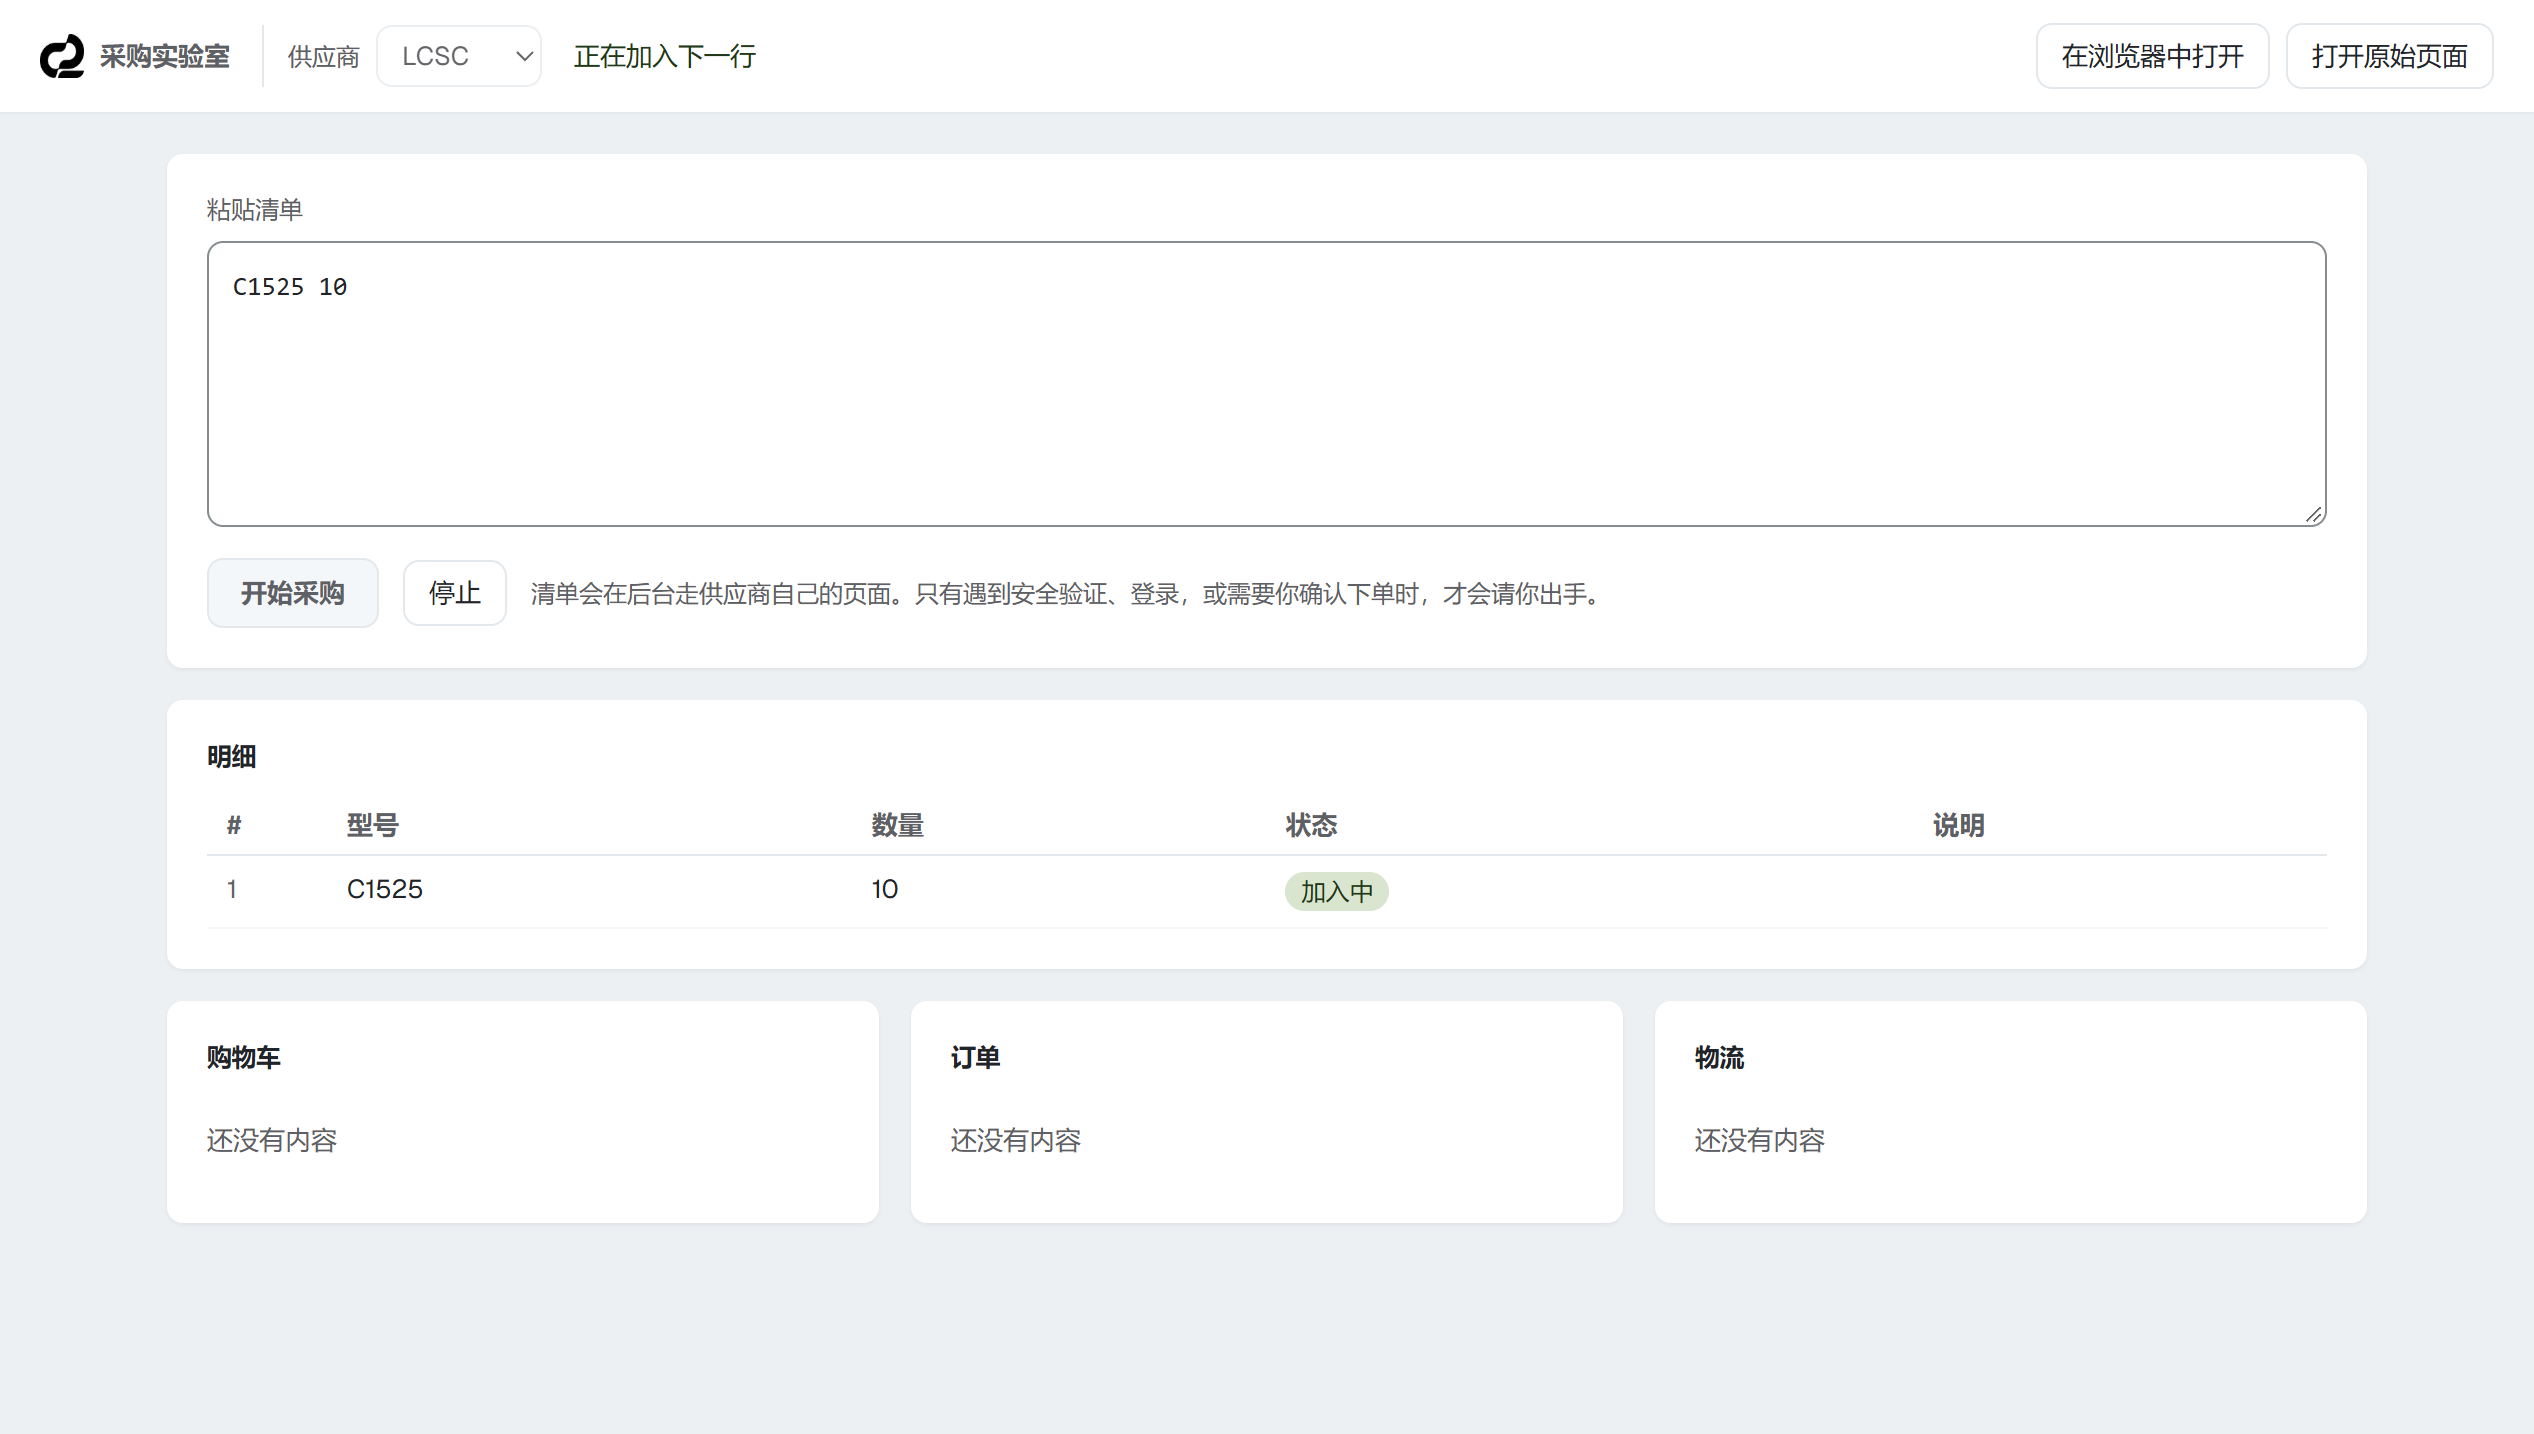 采购实验室 供应商 LCSC 正在加入下一行 在浏览器中打开 打开原始页面
粘贴清单
C1525 10
开始采购 停止 清单会在后台走供应商自己的页面。只有遇到安全验证、登录，或需要你确认下单时，才会请你出手。
明细
# 型号 数量 状态 说明
1 C1525 10 加入中
购物车 订单 物流
还没有内容 还没有内容 还没有内容